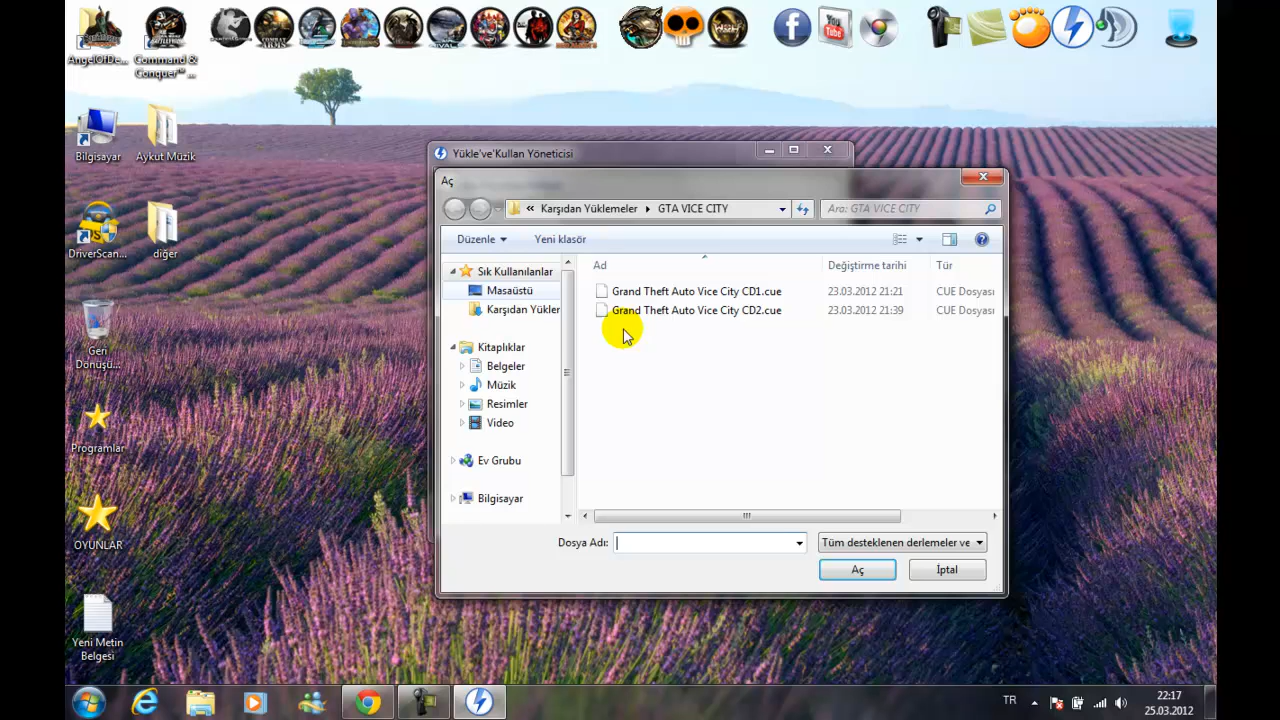 AngelOfDe...
Command &
Conquer™ ...
You
Tube
Bilgisayar
Aykut Müzik
DriverScan...
diğer
Geri
Dönüşü...
Programlar
OYUNLAR
Yeni Metin
Belgesi
Yükle've'Kullan Yöneticisi
Aç
« Karşıdan Yüklemeler ▸ GTA VICE CITY
Ara: GTA VICE CITY
Düzenle
Yeni klasör
Sık Kullanılanlar
Masaüstü
Karşıdan Yükler
Kitaplıklar
Belgeler
Müzik
Resimler
Video
Ev Grubu
Bilgisayar
Ad Değiştirme tarihi Tür
Grand Theft Auto Vice City CD1.cue 23.03.2012 21:21 CUE Dosyası
Grand Theft Auto Vice City CD2.cue 23.03.2012 21:39 CUE Dosyası
Dosya Adı:
Tüm desteklenen derlemeler ve
Aç
İptal
TR
22:17
25.03.2012